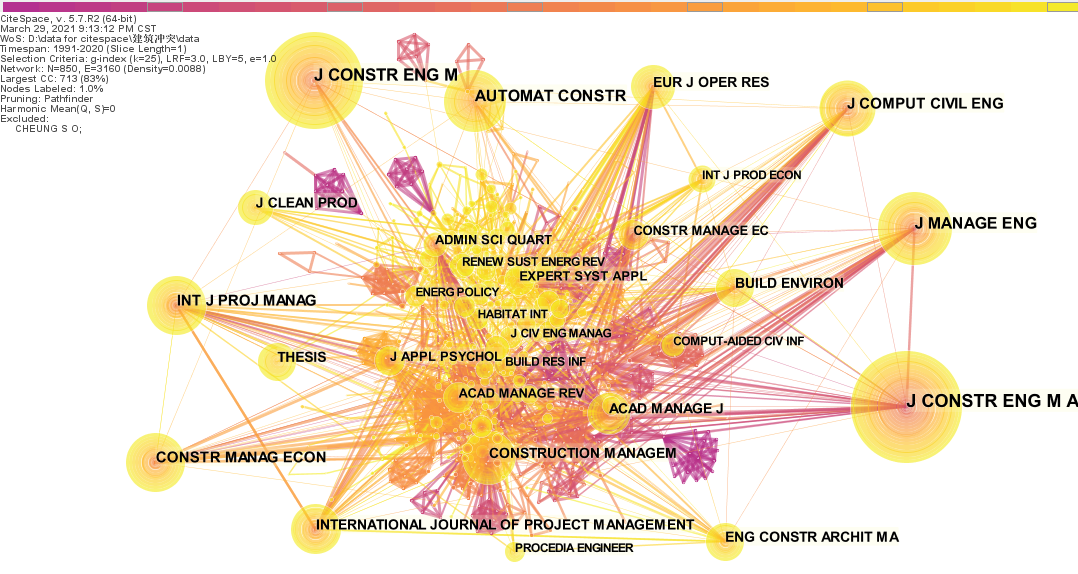 CiteSpace, v. 5.7.R2 (64-bit)
March 29, 2021 9:13:12 PM CST
WoS: D:\data for citespace\建筑冲突\data
Timespan: 1991-2020 (Slice Length=1)
Selection Criteria: g-index (k=25), LRF=3.0, LBY=5, e=1.0
Network: N=850, E=3160 (Density=0.0088)
Largest CC: 713 (83%)
Nodes Labeled: 1.0%
Pruning: Pathfinder
Harmonic Mean(Q, S)=0
Excluded:
CHEUNG S O;
J CONSTR ENG M
AUTOMAT CONSTR
EUR J OPER RES
J COMPUT CIVIL ENG
INT J PROD ECON
J CLEAN PROD
J MANAGE ENG
CONSTR MANAGE EC
ADMIN SCI QUART
RENEW SUST ENERG REV
EXPERT SYST APPL
BUILD ENVIRON
ENERG POLICY
INT J PROJ MANAG
HABITAT INT
J CIV ENG MANAG
COMPUT-AIDED CIV INF
THESIS
J APPL PSYCHOL
BUILD RES INF
ACAD MANAGE REV
J CONSTR ENG M A
ACAD MANAGE J
CONSTR MANAG ECON
CONSTRUCTION MANAGEM
INTERNATIONAL JOURNAL OF PROJECT MANAGEMENT
ENG CONSTR ARCHIT MA
PROCEDIA ENGINEER